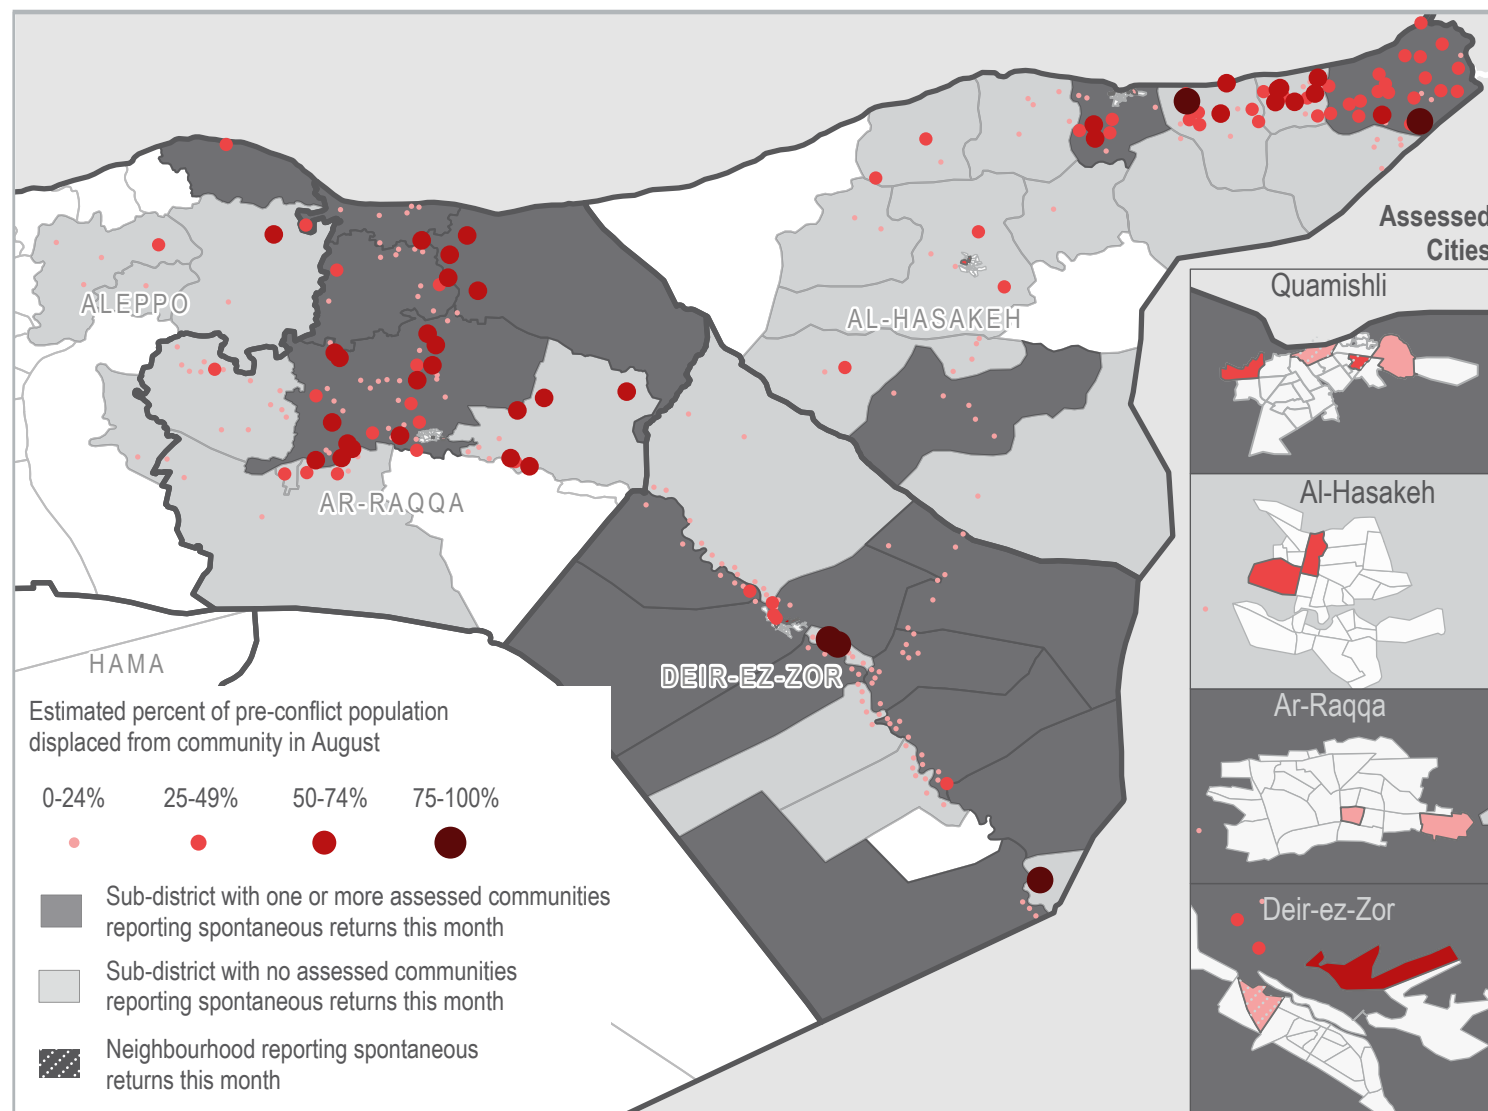 Assessed
Cities
Quamishli
ALEPPO
AL-HASAKEH
Al-Hasakeh
AR-RAQQA
HAMA
DEIR-EZ-ZOR
Ar-Raqqa
Deir-ez-Zor
Estimated percent of pre-conflict population
displaced from community in August
0-24% 25-49% 50-74% 75-100%
Sub-district with one or more assessed communities
reporting spontaneous returns this month
Sub-district with no assessed communities
reporting spontaneous returns this month
Neighbourhood reporting spontaneous
returns this month